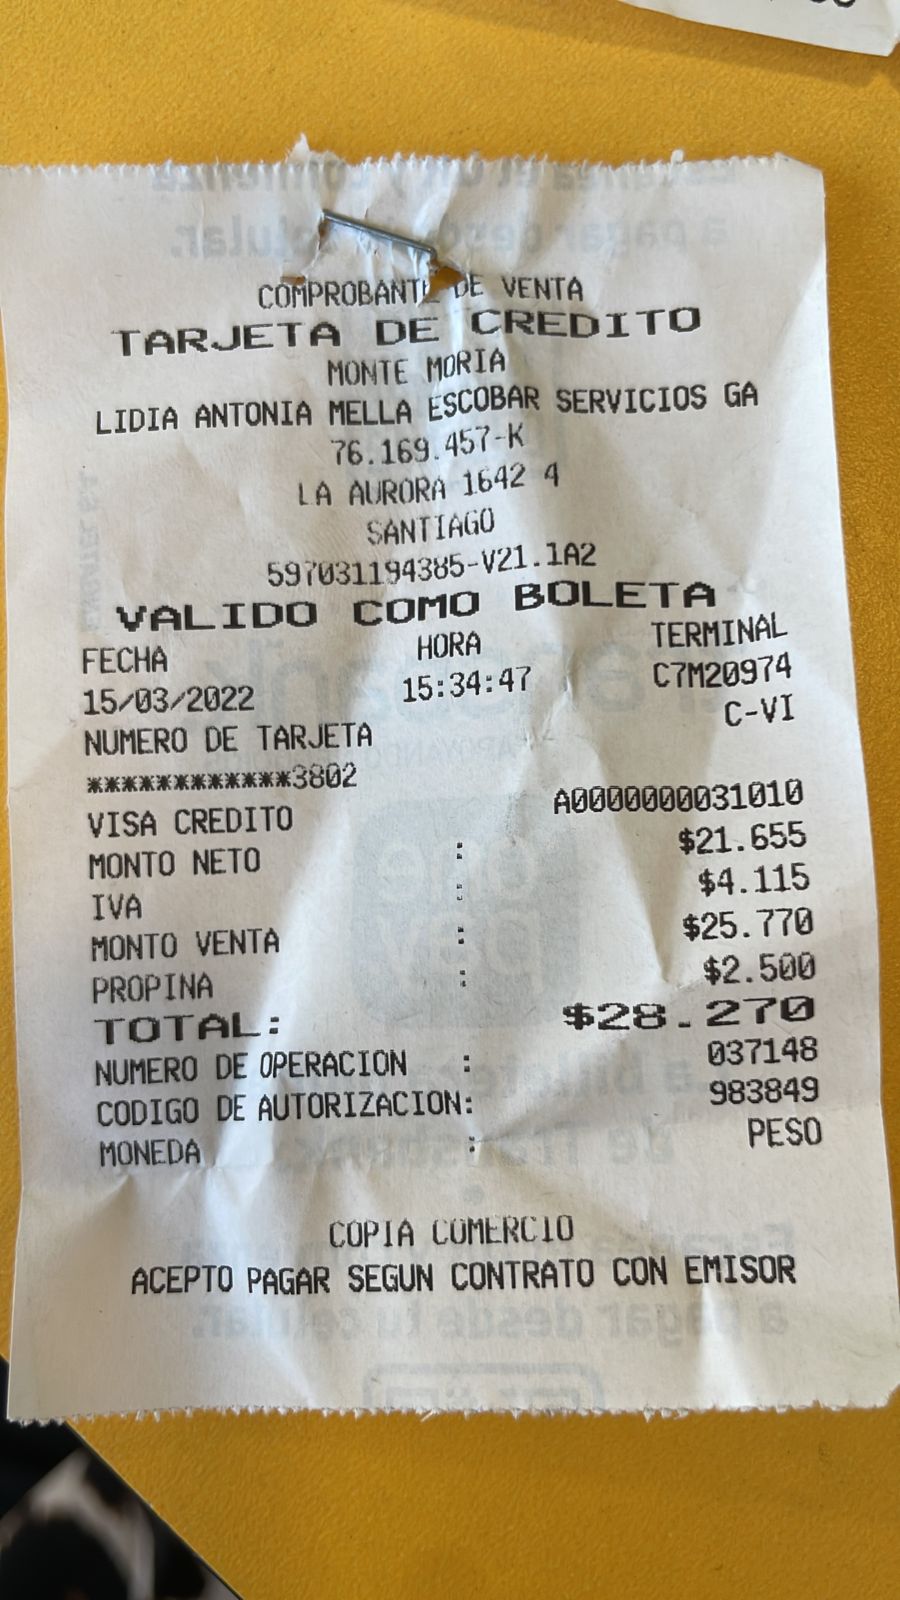 COMPROBANTE DE VENTA
TARJETA DE CREDITO
MONTE MORIA
LIDIA ANTONIA MELLA ESCOBAR SERVICIOS GA
76.169.457-K
LA AURORA 1642 4
SANTIAGO
597031194385-V21.1A2
VALIDO COMO BOLETA
FECHA HORA TERMINAL
15/03/2022 15:34:47 C7M20974
NUMERO DE TARJETA C-VI
************3802
VISA CREDITO A0000000031010
MONTO NETO : $21.655
IVA : $4.115
MONTO VENTA : $25.770
PROPINA : $2.500
TOTAL: $28.270
NUMERO DE OPERACION : 037148
CODIGO DE AUTORIZACION: 983849
MONEDA : PESO
COPIA COMERCIO
ACEPTO PAGAR SEGUN CONTRATO CON EMISOR